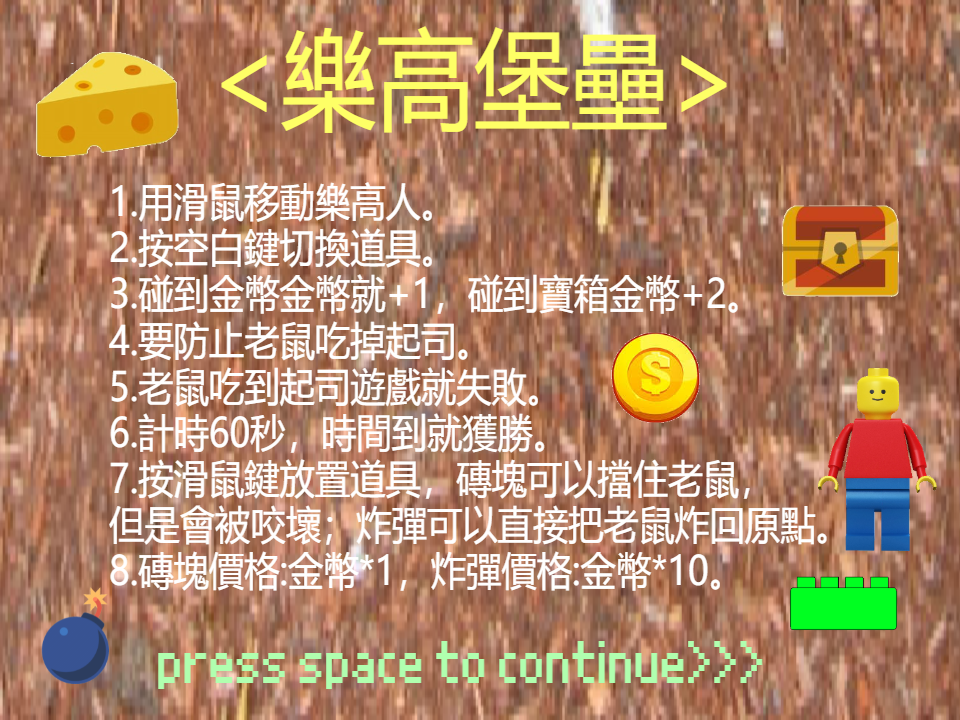 <樂高堡壘>
1.用滑鼠移動樂高人。
2.按空白鍵切換道具。
3.碰到金幣金幣就+1，碰到寶箱金幣+2。
4.要防止老鼠吃掉起司。
5.老鼠吃到起司遊戲就失敗。
6.計時60秒，時間到就獲勝。
7.按滑鼠鍵放置道具，磚塊可以擋住老鼠，
但是會被咬壞；炸彈可以直接把老鼠炸回原點。
8.磚塊價格:金幣*1，炸彈價格:金幣*10。
press space to continue>>>